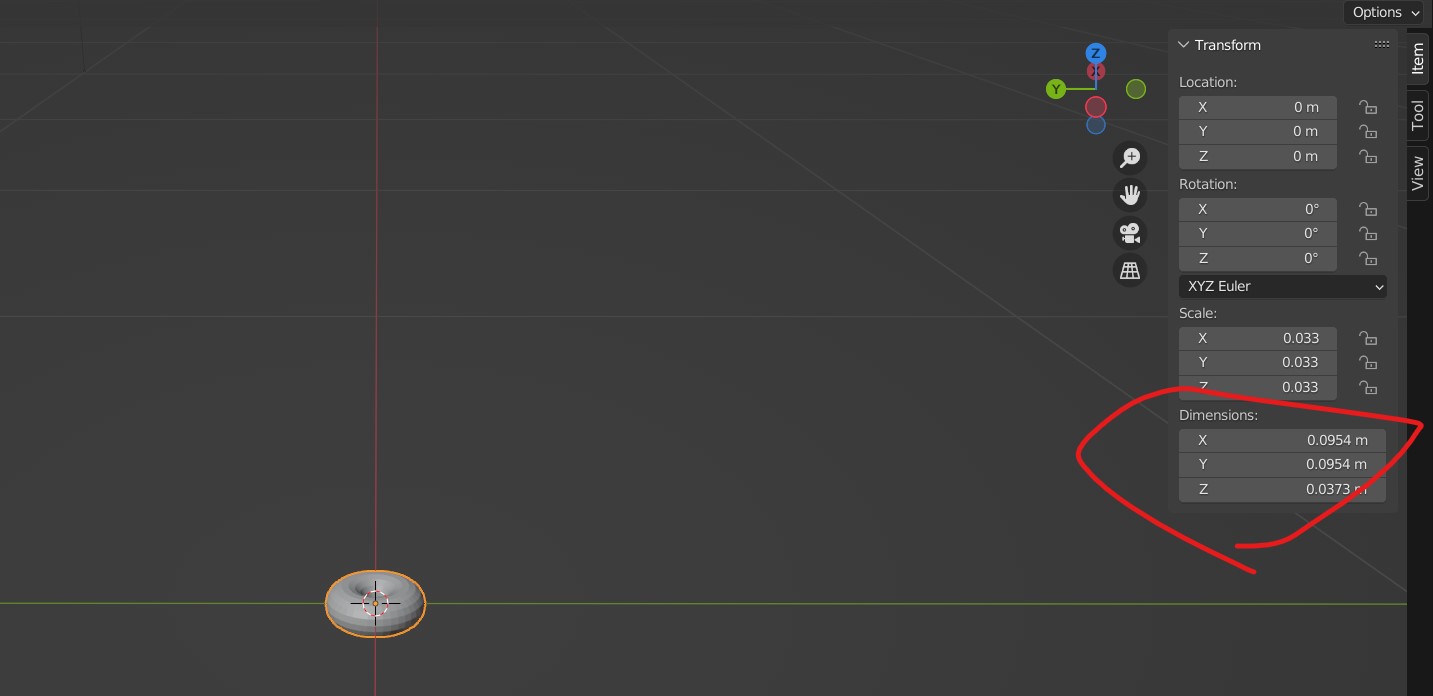 Options
Transform
Item
Z
X
Y
Location:
X 0 m
Y 0 m
Z 0 m
Tool
View
Rotation:
X 0°
Y 0°
Z 0°
XYZ Euler
Scale:
X 0.033
Y 0.033
Z 0.033
Dimensions:
X 0.0954 m
Y 0.0954 m
Z 0.0373 m